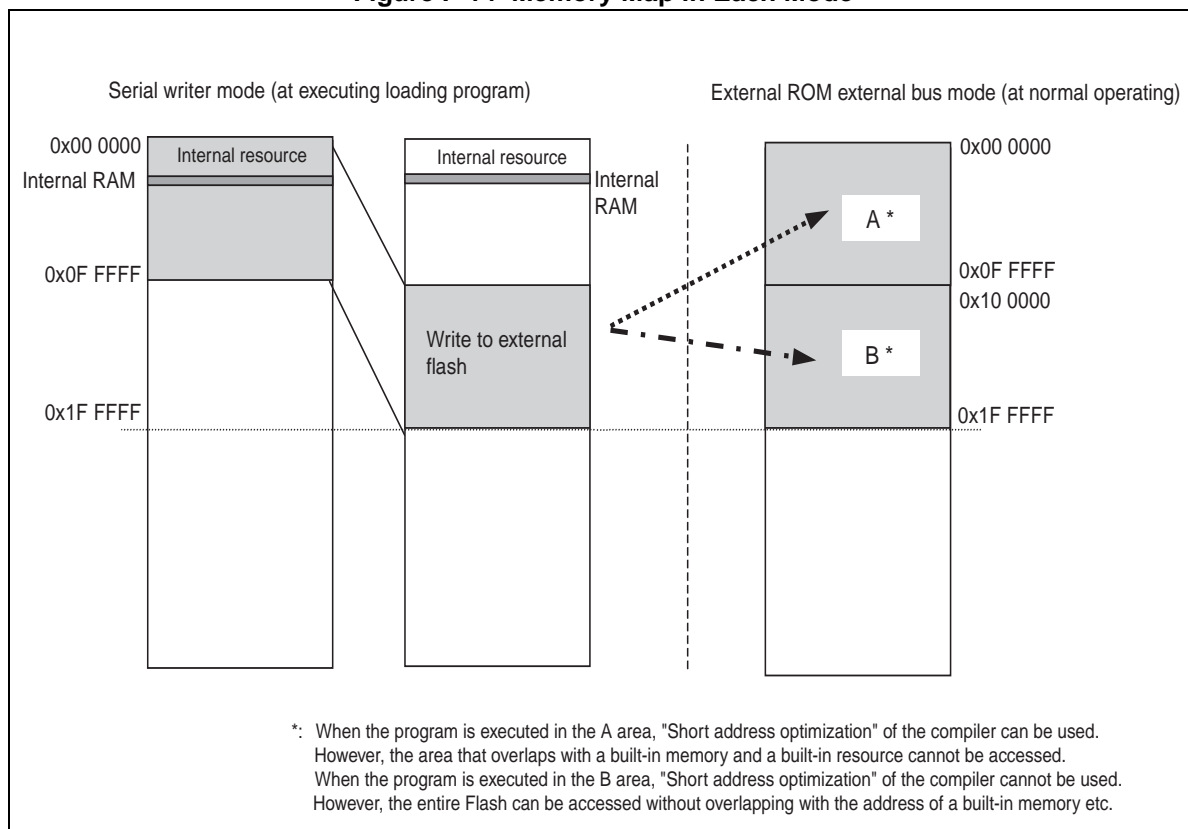 Figure Memory Map in Each Mode
Serial writer mode (at executing loading program)
External ROM external bus mode (at normal operating)
0x00 0000
Internal resource
Internal resource
0x00 0000
Internal RAM
Internal
RAM
A *
0x0F FFFF
0x0F FFFF
0x10 0000
Write to external
flash
B *
0x1F FFFF
0x1F FFFF
*: When the program is executed in the A area, "Short address optimization" of the compiler can be used.
However, the area that overlaps with a built-in memory and a built-in resource cannot be accessed.
When the program is executed in the B area, "Short address optimization" of the compiler cannot be used.
However, the entire Flash can be accessed without overlapping with the address of a built-in memory etc.